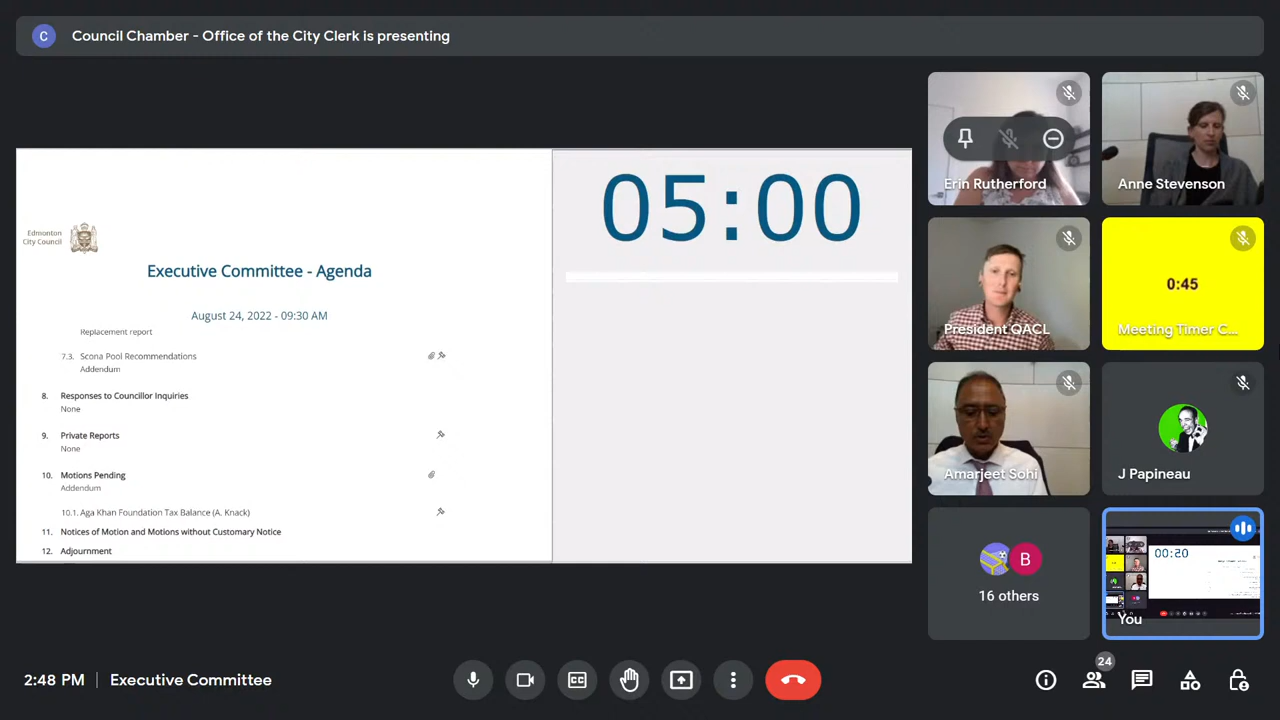 C
Council Chamber - Office of the City Clerk is presenting
Edmonton
City Council
Executive Committee - Agenda
August 24, 2022 - 09:30 AM
Replacement report
7.3. Scona Pool Recommendations
Addendum
8. Responses to Councillor Inquiries
None
9. Private Reports
None
10. Motions Pending
Addendum
10.1. Aga Khan Foundation Tax Balance (A. Knack)
11. Notices of Motion and Motions without Customary Notice
12. Adjournment
05:00
Erin Rutherford
Anne Stevenson
President QACL
0:45
Meeting Timer C...
Amarjeet Sohi
J Papineau
B
16 others
00:50
You
2:48 PM
Executive Committee
24